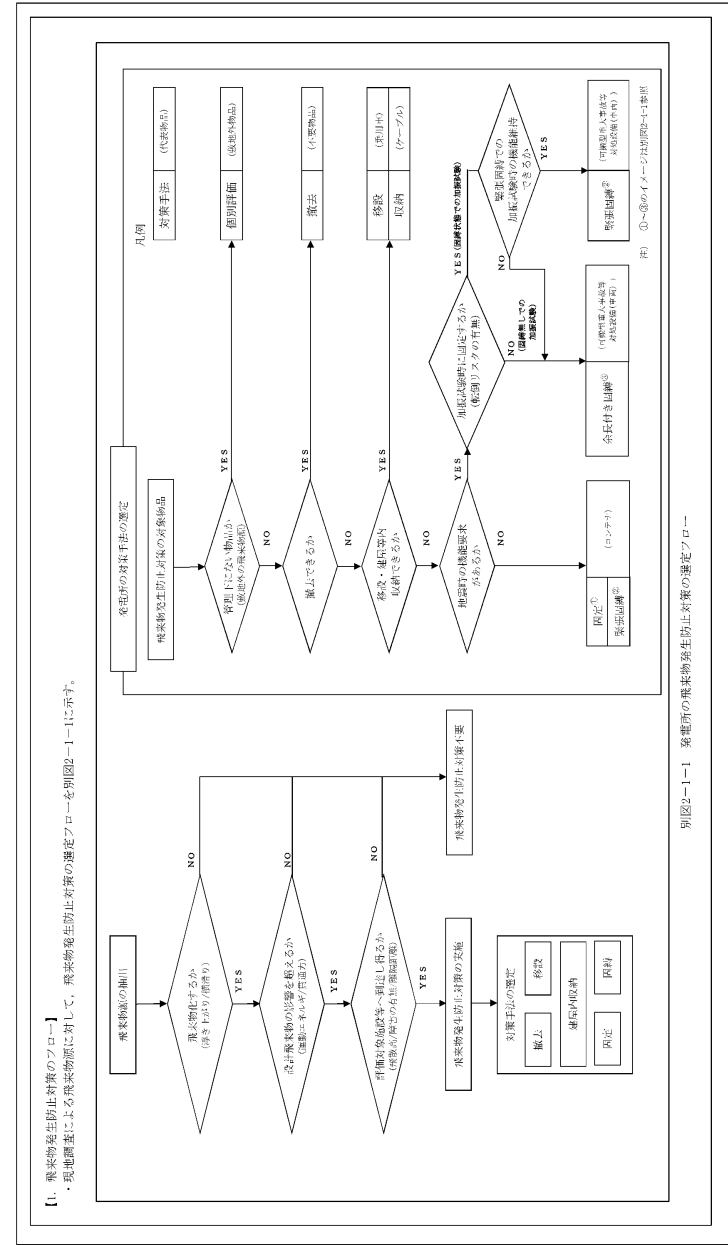 【1. 飛来物発生防止対策のフロー】
・現地調査による飛来物源に対して，飛来物発生防止対策の選定フローを別図2－1－1に示す。
飛来物源の抽出
飛来物化するか
(浮き上がり/横滑り)
NO
YES
設計飛来物の影響を超えるか
(運動エネルギ/貫通力)
NO
YES
評価対象施設等へ到達し得るか
(飛散高/障害の有無/離隔距離)
NO
YES
飛来物発生防止対策の実施
飛来物発生防止対策不要
対策手法の選定
撤去
移設
建屋内収納
固定
固縛
発電所の対策手法の選定
飛来物発生防止対策の対象物品
凡例
対策手法
(代表物品)
管理下にない物品か
(敷地外の飛来物源)
YES
個別評価
(敷地外物品)
NO
撤去できるか
YES
撤去
(不要物品)
NO
移設・建屋等内
収納できるか
YES
移設
(乗用車)
収納
(ケーブル)
NO
地震時の機能要求
があるか
YES
NO
加振試験時に固定するか
(転倒リスクの有無)
YES(固縛状態での加振試験)
NO
(固縛無しでの
加振試験)
緊張固縛での
加振試験時の機能維持
できるか
NO
YES
固定①
緊張固縛②
(コンテナ)
余長付き固縛③
(可搬型重大事故等
対処設備(車両))
緊張固縛②
(可搬型重大事故等
対処設備(車両))
注) ①～③のイメージは別図2-4-1参照
別図2－1－1 発電所の飛来物発生防止対策の選定フロー